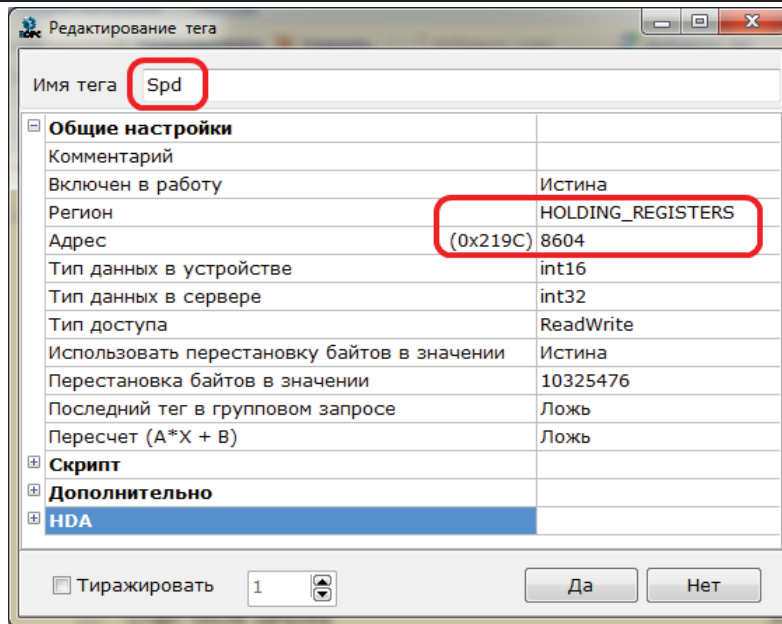 Редактирование тега
Имя тега Spd
Общие настройки
Комментарий
Включен в работу Истина
Регион HOLDING_REGISTERS
Адрес (0x219C) 8604
Тип данных в устройстве int16
Тип данных в сервере int32
Тип доступа ReadWrite
Использовать перестановку байтов в значении Истина
Перестановка байтов в значении 10325476
Последний тег в групповом запросе Ложь
Пересчет (A*X + B) Ложь
Скрипт
Дополнительно
HDA
Тиражировать 1 Да Нет